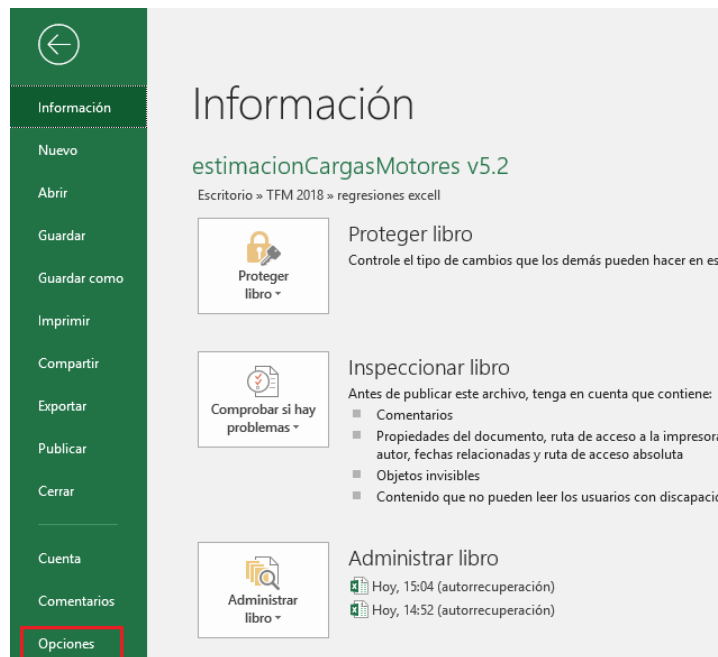 Información
Nuevo
Abrir
Guardar
Guardar como
Imprimir
Compartir
Exportar
Publicar
Cerrar
Cuenta
Comentarios
Opciones
Información
estimacionCargasMotores v5.2
Escritorio » TFM 2018 » regresiones excell
Proteger
libro
Proteger libro
Controle el tipo de cambios que los demás pueden hacer en es
Comprobar si hay
problemas
Inspeccionar libro
Antes de publicar este archivo, tenga en cuenta que contiene:
Comentarios
Propiedades del documento, ruta de acceso a la impresora
autor, fechas relacionadas y ruta de acceso absoluta
Objetos invisibles
Contenido que no pueden leer los usuarios con discapacid
Administrar
libro
Administrar libro
Hoy, 15:04 (autorrecuperación)
Hoy, 14:52 (autorrecuperación)